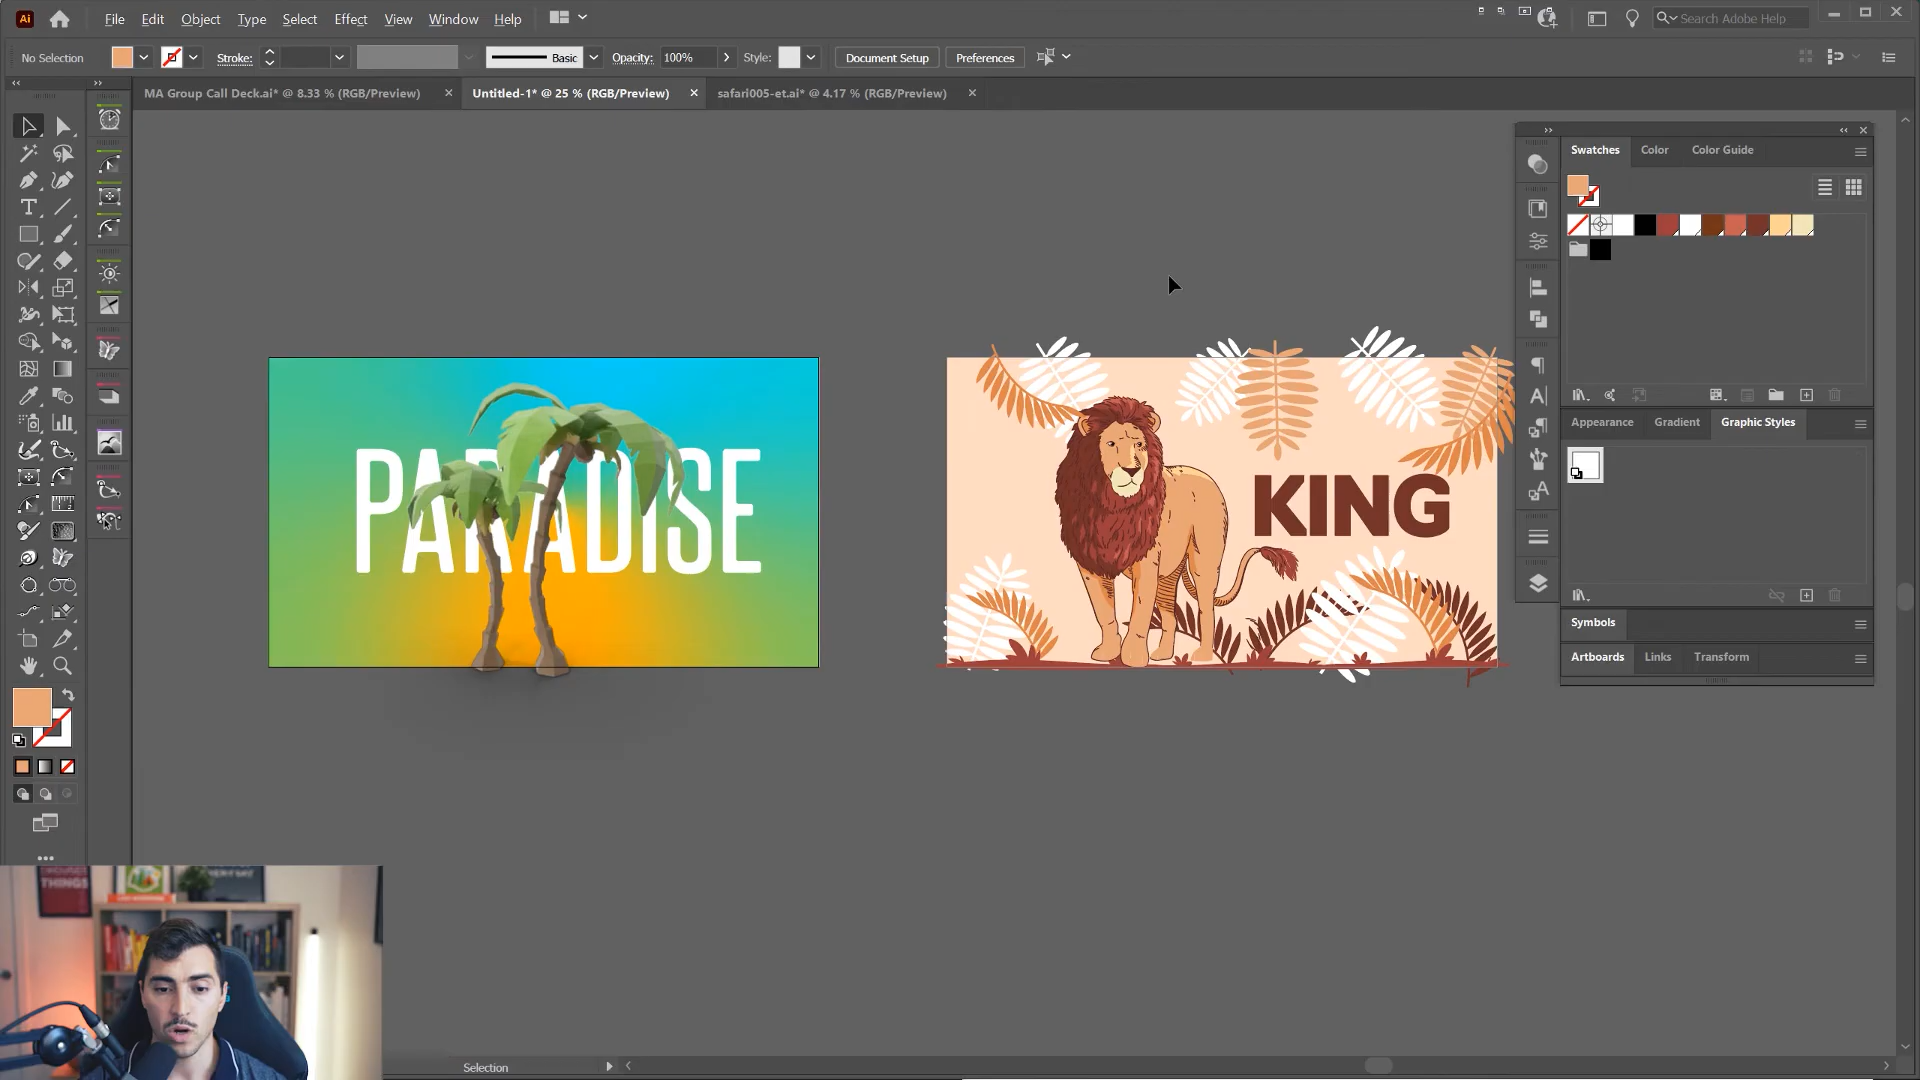 Ai File Edit Object Type Select Effect View Window Help Search Adobe Help
No Selection Stroke: Basic Opacity: 100% Style: Document Setup Preferences
MA Group Call Deck.ai* @ 8.33 % (RGB/Preview) Untitled-1* @ 25 % (RGB/Preview) safari005-et.ai* @ 4.17 % (RGB/Preview)
Swatches Color Color Guide
Appearance Gradient Graphic Styles
Symbols
Artboards Links Transform
PARADISE
KING
THINGS
Selection